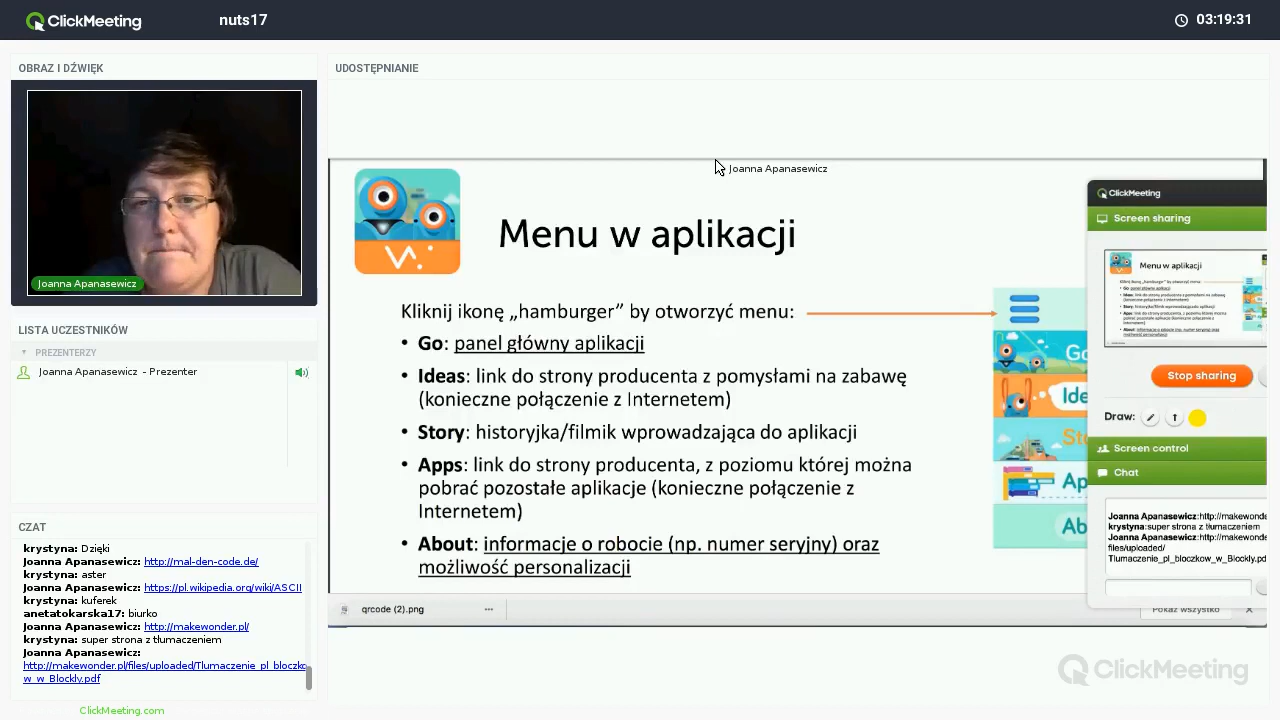 ClickMeeting
nuts17
03:19:31
OBRAZ I DŹWIĘK
UDOSTĘPNIANIE
Joanna Apanasewicz
Joanna Apanasewicz
LISTA UCZESTNIKÓW
PREZENTERZY
Joanna Apanasewicz - Prezenter
CZAT
krystyna: Dzięki
Joanna Apanasewicz: http://mal-den-code.de/
krystyna: aster
Joanna Apanasewicz: https://pl.wikipedia.org/wiki/ASCII
krystyna: kuferek
anetatokarska17: biurko
Joanna Apanasewicz: http://makewonder.pl/
krystyna: super strona z tłumaczeniem
Joanna Apanasewicz:
http://makewonder.pl/files/uploaded/Tlumaczenie_pl_bloczko
w_w_Blockly.pdf
ClickMeeting.com
Menu w aplikacji
Kliknij ikonę „hamburger” by otworzyć menu:
• Go: panel główny aplikacji
• Ideas: link do strony producenta z pomysłami na zabawę
(konieczne połączenie z Internetem)
• Story: historyjka/filmik wprowadzająca do aplikacji
• Apps: link do strony producenta, z poziomu której można
pobrać pozostałe aplikacje (konieczne połączenie z
Internetem)
• About: informacje o robocie (np. numer seryjny) oraz
możliwość personalizacji
Go
Ide
Sto
Ap
Ab
qrcode (2).png
ClickMeeting
Screen sharing
Menu w aplikacji
Stop sharing
Draw:
Screen control
Chat
Joanna Apanasewicz:http://makewonde
krystyna:super strona z tłumaczeniem
Joanna Apanasewicz:http://makewonde
files/uploaded/
Tlumaczenie_pl_bloczkow_w_Blockly.pd
Pokaż wszystko
ClickMeeting